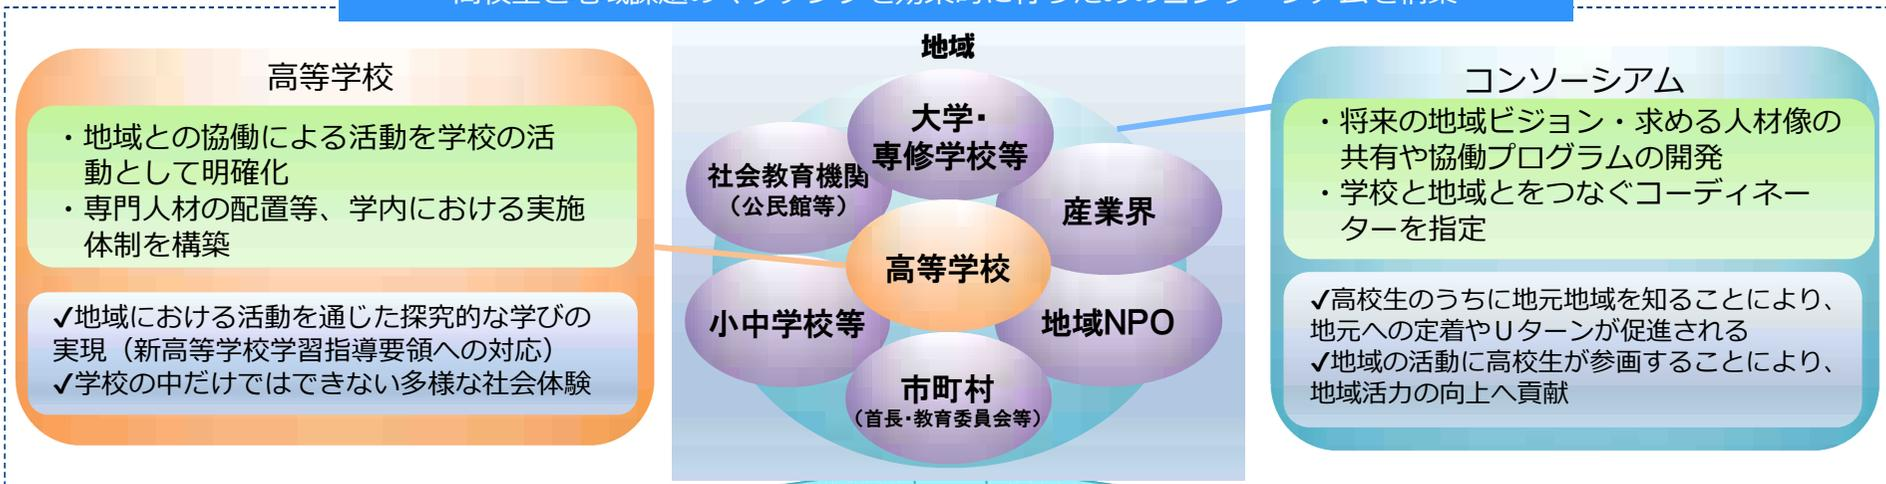 高等学校
・地域との協働による活動を学校の活
動として明確化
・専門人材の配置等、学内における実施
体制を構築
✓地域における活動を通じた探究的な学びの
実現（新高等学校学習指導要領への対応）
✓学校の中だけではできない多様な社会体験
地域
大学・
専修学校等
社会教育機関
（公民館等）
産業界
高等学校
小中学校等
地域NPO
市町村
（首長・教育委員会等）
コンソーシアム
・将来の地域ビジョン・求める人材像の
共有や協働プログラムの開発
・学校と地域とをつなぐコーディネー
ターを指定
✓高校生のうちに地元地域を知ることにより、
地元への定着やUターンが促進される
✓地域の活動に高校生が参画することにより、
地域活力の向上へ貢献